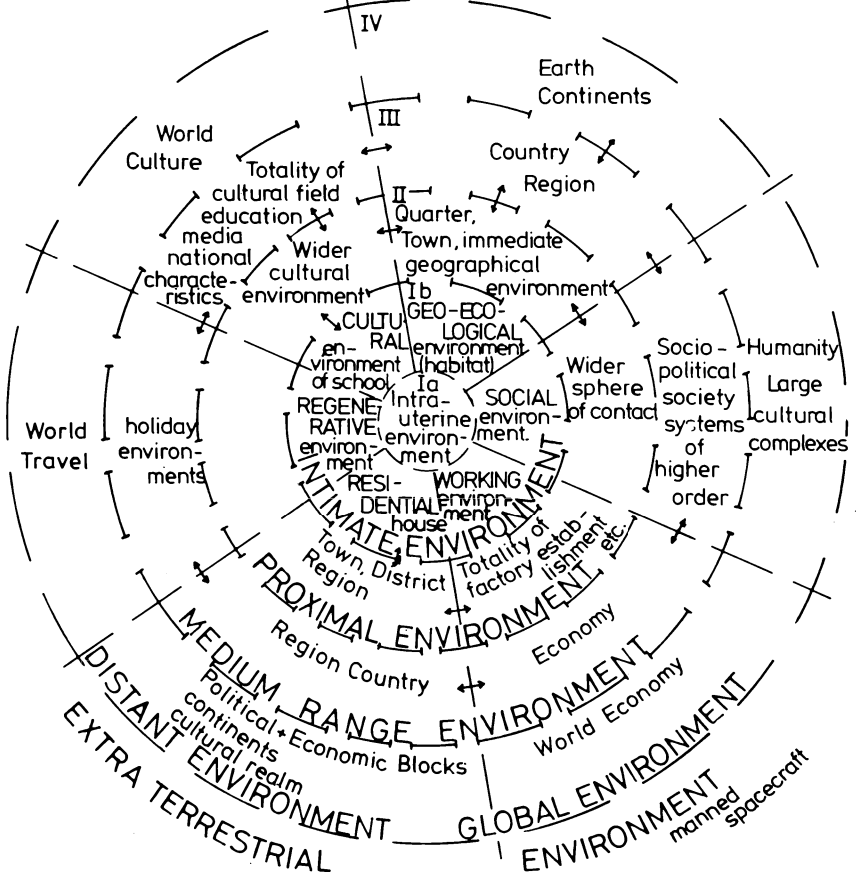 IV
Earth
Continents
III
World
Culture
Country
Region
Totality of
cultural field
education
media
national
characte-
ristics
II
Quarter,
Town, immediate
geographical
environment
Wider
cultural
environment
Ib
GEO-ECO-
LOGICAL
environment
(habitat)
CULTU
RAL
en-
vironment
of school
Ia
Intra-
uterine
environ-
ment
SOCIAL
environ-
ment.
Wider
sphere
of contact
Socio-
political
society
systems
of
higher
order
Humanity
Large
cultural
complexes
REGENE
RATIVE
environ-
ment
holiday
environ-
ments
World
Travel
RESI-
DENTIAL
house
WORKING
environ-
ment
INTIMATE ENVIRONMENT
Town, District
Region
Totality of
factory estab-
lishment
etc.
PROXIMAL ENVIRONMENT
Region Country
Economy
MEDIUM RANGE ENVIRONMENT
Political + Economic Blocks
continents
cultural realm
World Economy
DISTANT ENVIRONMENT
GLOBAL ENVIRONMENT
EXTRA TERRESTRIAL
ENVIRONMENT
manned
spacecraft